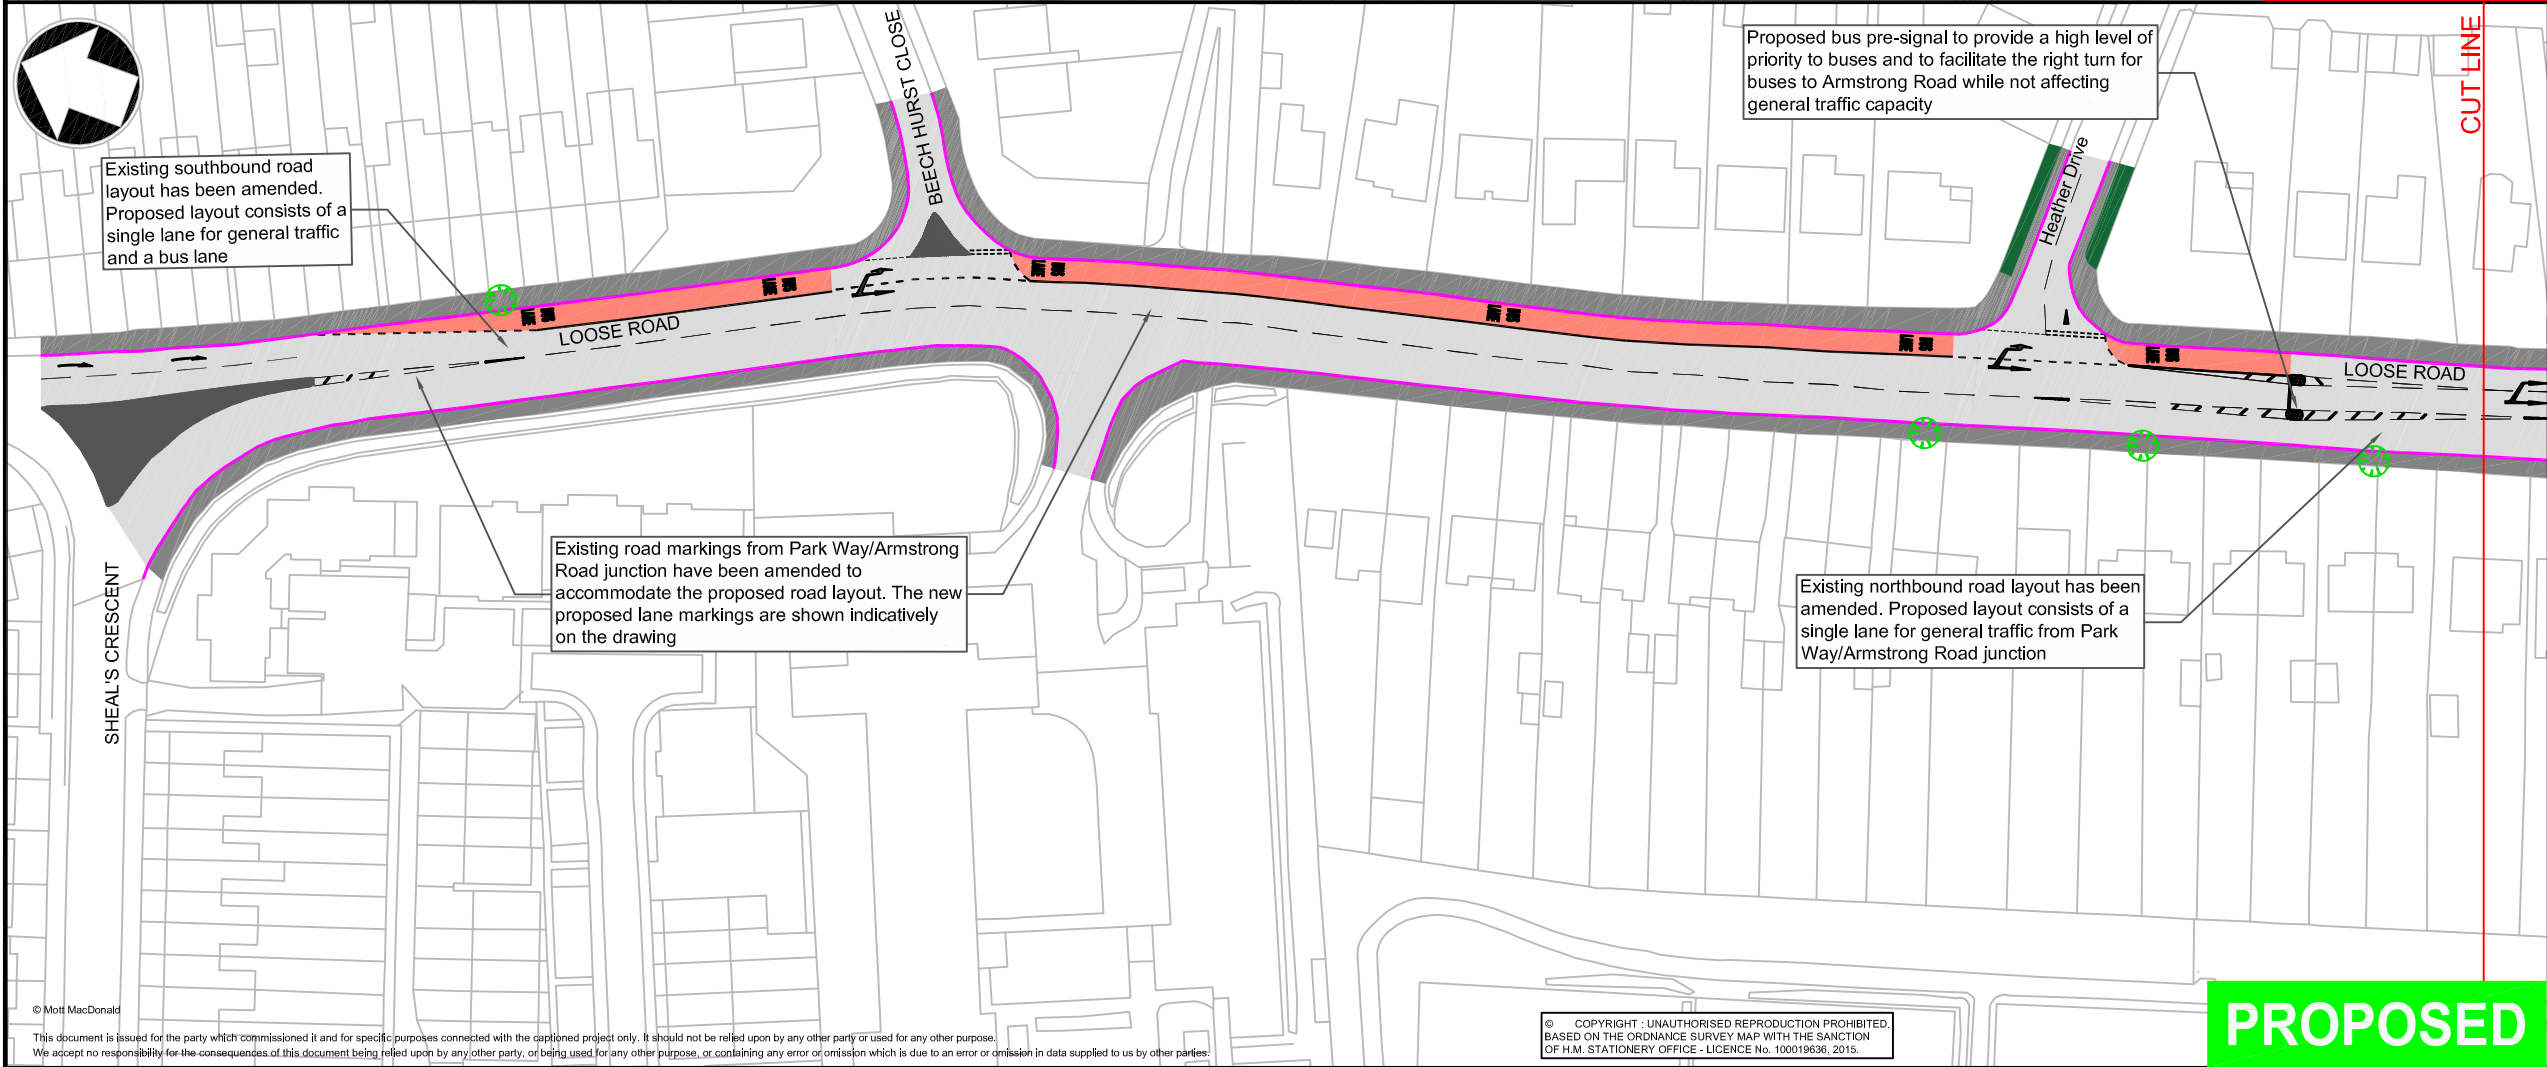 BEECH HURST CLOSE
Proposed bus pre-signal to provide a high level of
priority to buses and to facilitate the right turn for
buses to Armstrong Road while not affecting
general traffic capacity
CUT LINE
Existing southbound road
layout has been amended.
Proposed layout consists of a
single lane for general traffic
and a bus lane
Heather Drive
LOOSE ROAD
LOOSE ROAD
Existing road markings from Park Way/Armstrong
Road junction have been amended to
accommodate the proposed road layout. The new
proposed lane markings are shown indicatively
on the drawing
Existing northbound road layout has been
amended. Proposed layout consists of a
single lane for general traffic from Park
Way/Armstrong Road junction
SHEAL'S CRESCENT
© Mott MacDonald
This document is issued for the party which commissioned it and for specific purposes connected with the captioned project only. It should not be relied upon by any other party or used for any other purpose.
We accept no responsibility for the consequences of this document being relied upon by any other party, or being used for any other purpose, or containing any error or omission which is due to an error or omission in data supplied to us by other parties.
© COPYRIGHT : UNAUTHORISED REPRODUCTION PROHIBITED.
BASED ON THE ORDNANCE SURVEY MAP WITH THE SANCTION
OF H.M. STATIONERY OFFICE - LICENCE No. 100019636, 2015.
PROPOSED